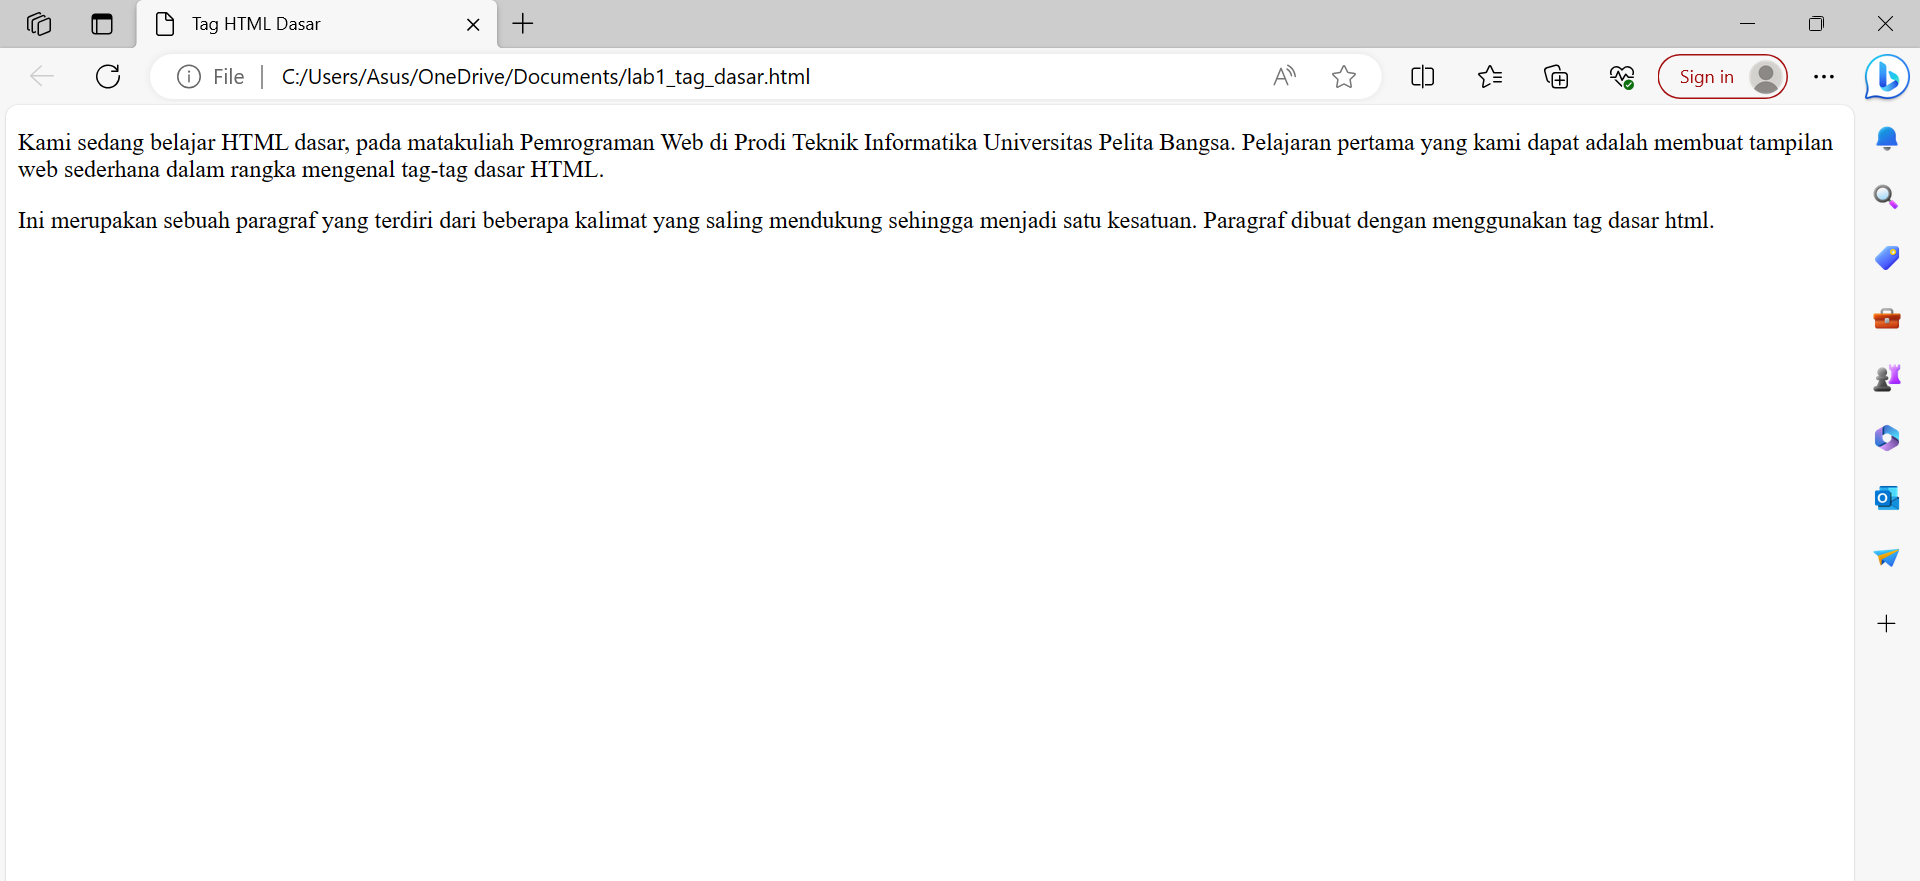 Tag HTML Dasar
File
C:/Users/Asus/OneDrive/Documents/lab1_tag_dasar.html
Sign in
Kami sedang belajar HTML dasar, pada matakuliah Pemrograman Web di Prodi Teknik Informatika Universitas Pelita Bangsa. Pelajaran pertama yang kami dapat adalah membuat tampilan
web sederhana dalam rangka mengenal tag-tag dasar HTML.
Ini merupakan sebuah paragraf yang terdiri dari beberapa kalimat yang saling mendukung sehingga menjadi satu kesatuan. Paragraf dibuat dengan menggunakan tag dasar html.